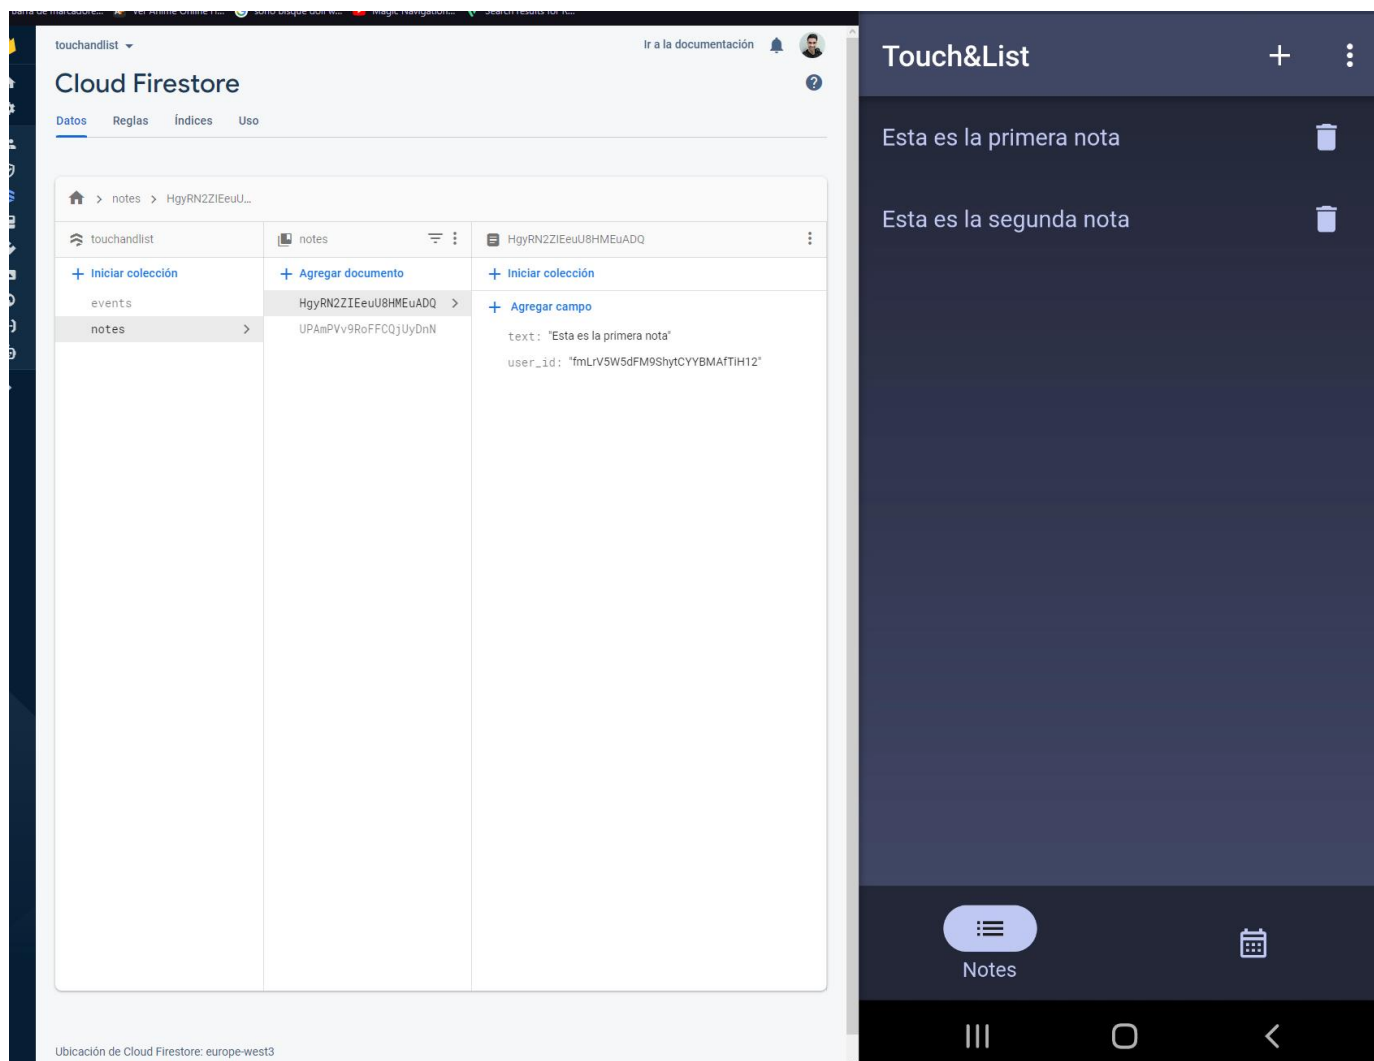 touchandlist
Ir a la documentación
Cloud Firestore
Datos Reglas Índices Uso
notes > HgyRN2ZIEeuU...
touchandlist
notes
HgyRN2ZIEeuU8HMEuADQ
+ Iniciar colección
+ Agregar documento
+ Iniciar colección
events
notes
HgyRN2ZIEeuU8HMEuADQ
UPAmPVv9RoFFCQjUyDnN
+ Agregar campo
text: "Esta es la primera nota"
user_id: "fmLrV5W5dFM9ShytCYYBMAfTiH12"
Ubicación de Cloud Firestore: europe-west3
Touch&List
Esta es la primera nota
Esta es la segunda nota
Notes